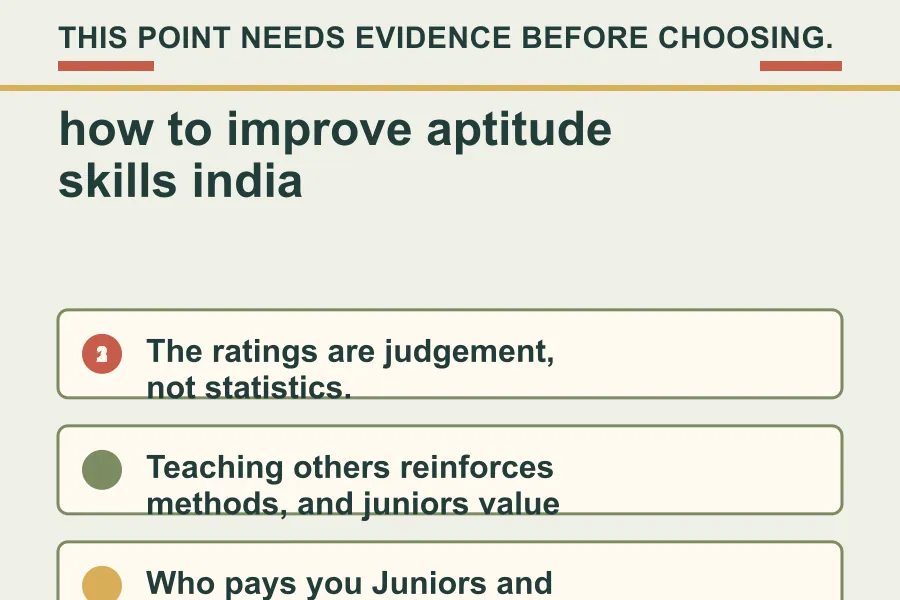 THIS POINT NEEDS EVIDENCE BEFORE CHOOSING.
how to improve aptitude
skills india
The ratings are judgement,
not statistics.
Teaching others reinforces
methods, and juniors value
Who pays you Juniors and